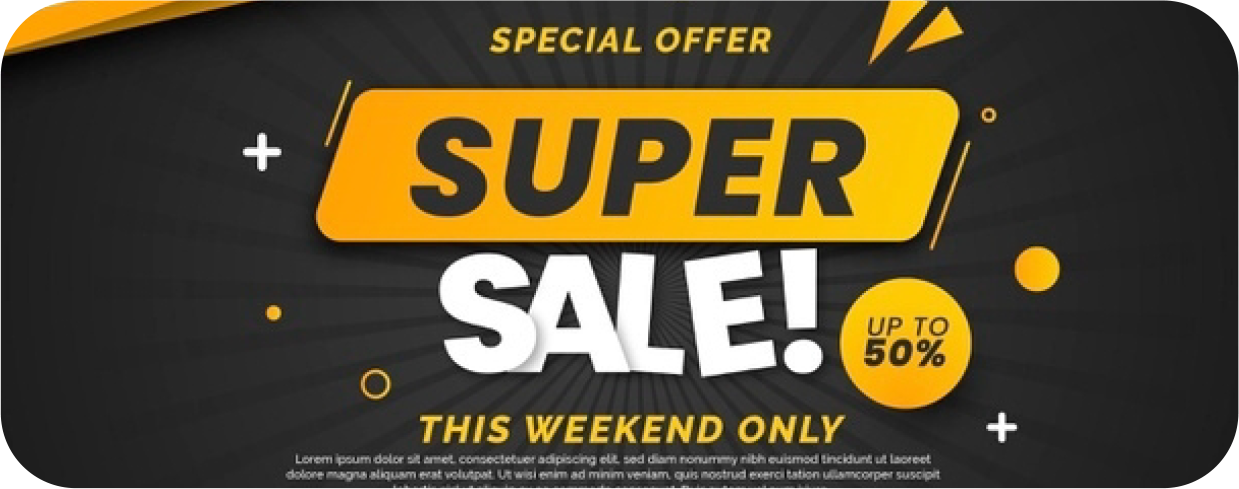 SPECIAL OFFER
SUPER
SALE!
UP TO
50%
THIS WEEKEND ONLY
Lorem ipsum dolor sit amet, consectetuer adipiscing elit, sed diam nonummy nibh euismod tincidunt ut laoreet
dolore magna aliquam erat volutpat. Ut wisi enim ad minim veniam, quis nostrud exerci tation ullamcorper suscipit